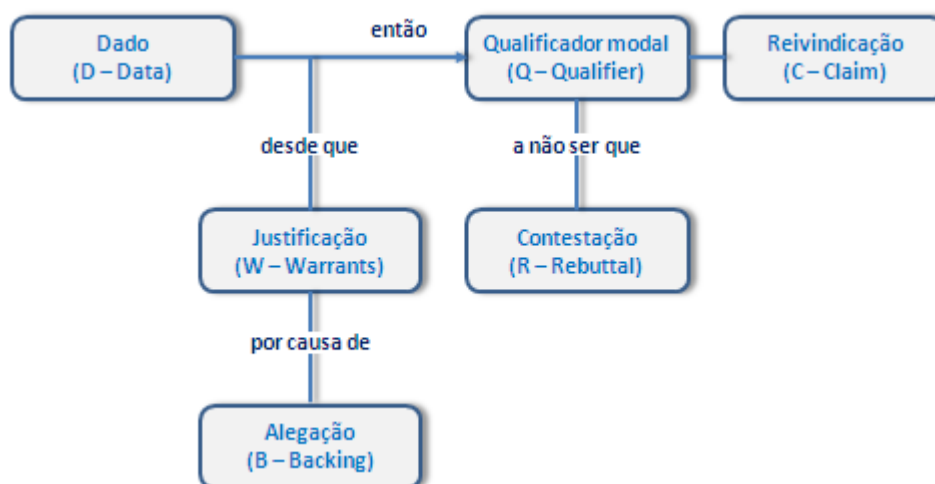 então
Dado
(D – Data)
Qualificador modal
(Q – Qualifier)
Reivindicação
(C – Claim)
desde que
a não ser que
Justificação
(W – Warrants)
Contestação
(R – Rebuttal)
por causa de
Alegação
(B – Backing)